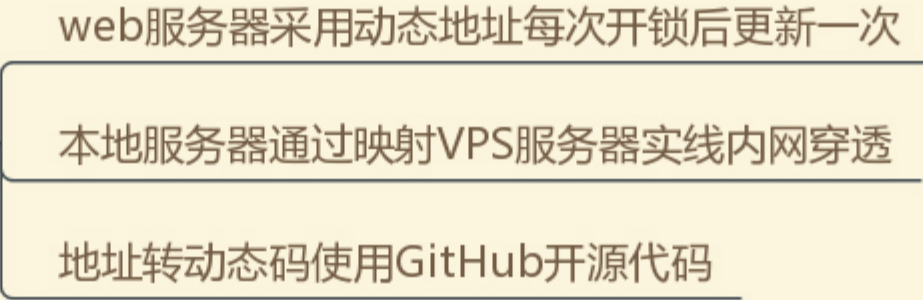 web服务器采用动态地址每次开锁后更新一次
本地服务器通过映射VPS服务器实线内网穿透
地址转动态码使用GitHub开源代码